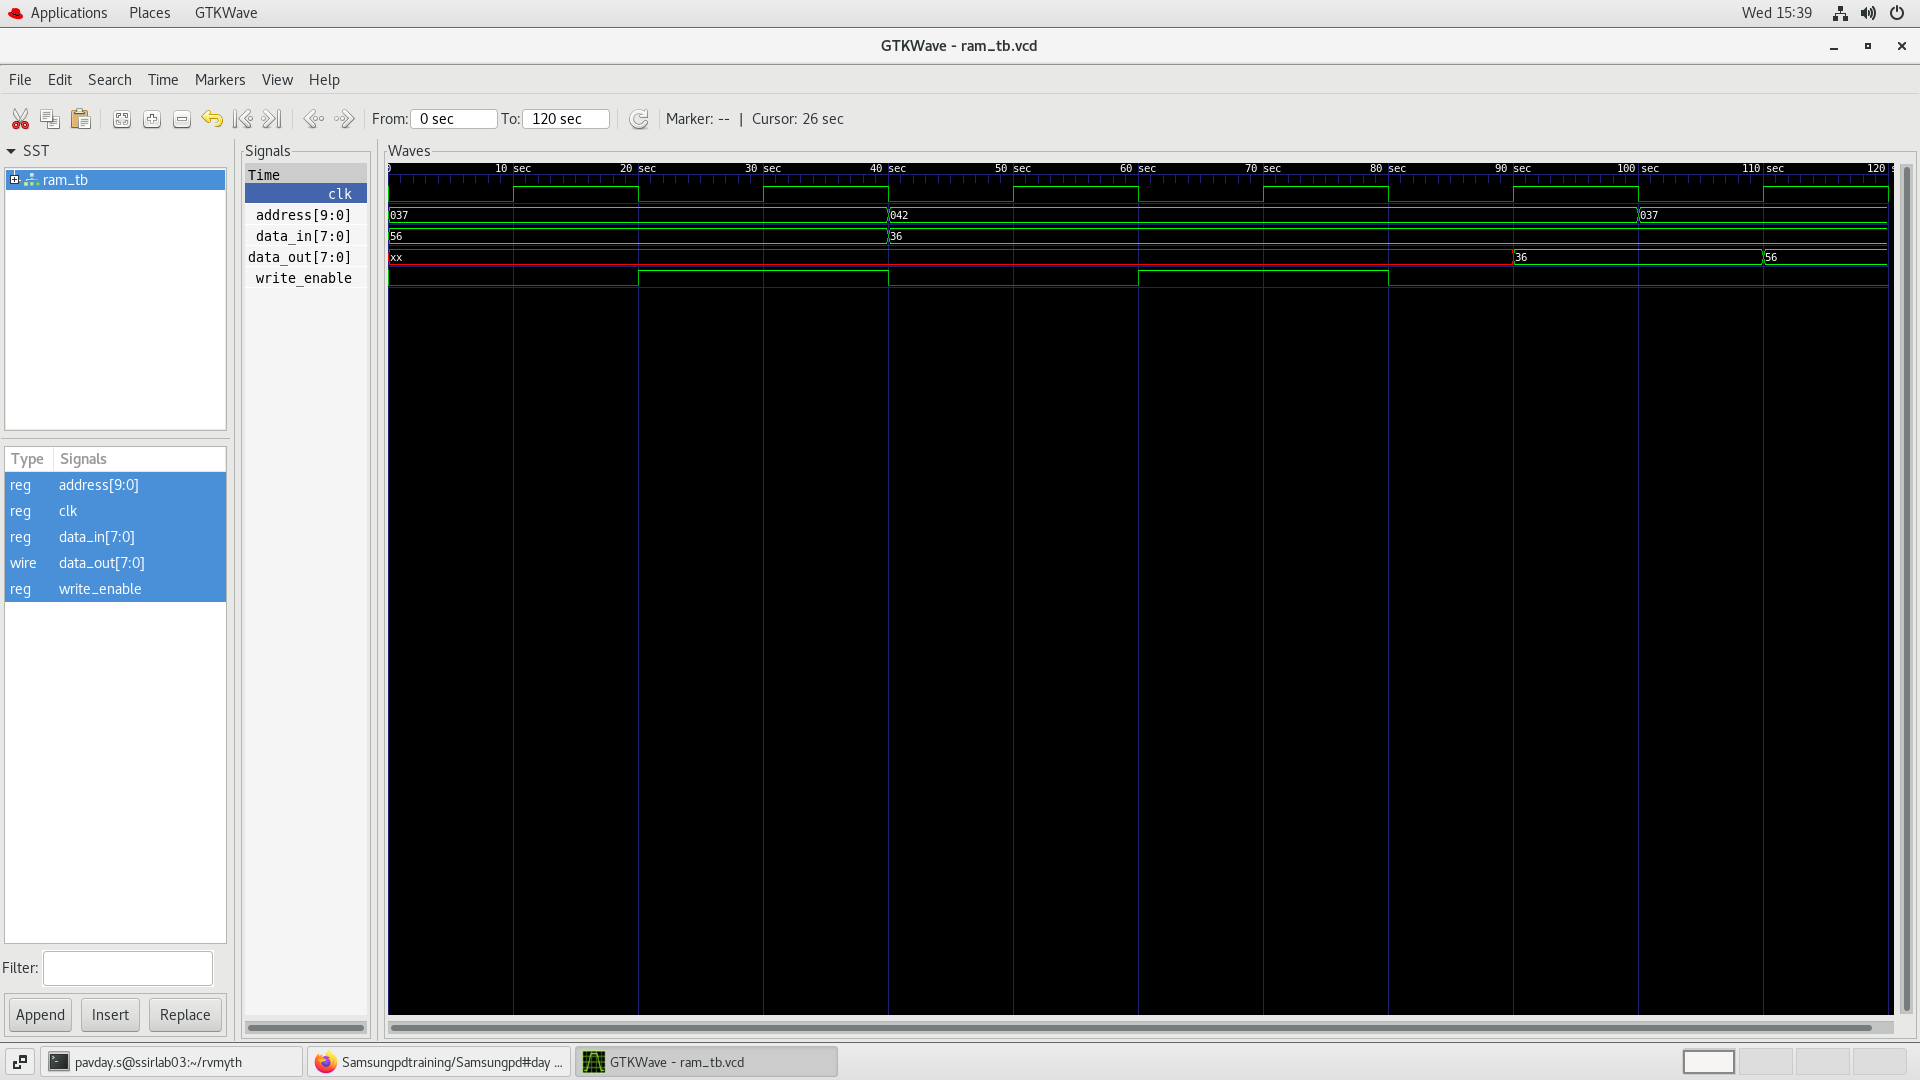 Applications Places GTKWave Wed 15:39
GTKWave - ram_tb.vcd
File Edit Search Time Markers View Help
From: 0 sec To: 120 sec Marker: -- | Cursor: 26 sec
SST
ram_tb
Type Signals
reg address[9:0]
reg clk
reg data_in[7:0]
wire data_out[7:0]
reg write_enable
Filter:
Append Insert Replace
Signals
Time
clk
address[9:0]
data_in[7:0]
data_out[7:0]
write_enable
Waves
0 10 sec 20 sec 30 sec 40 sec 50 sec 60 sec 70 sec 80 sec 90 sec 100 sec 110 sec 120 s
037 042 037
56 36
xx 36 56
pavday.s@ssirlab03:~/rvmyth Samsungpdtraining/Samsungpd#day ... GTKWave - ram_tb.vcd